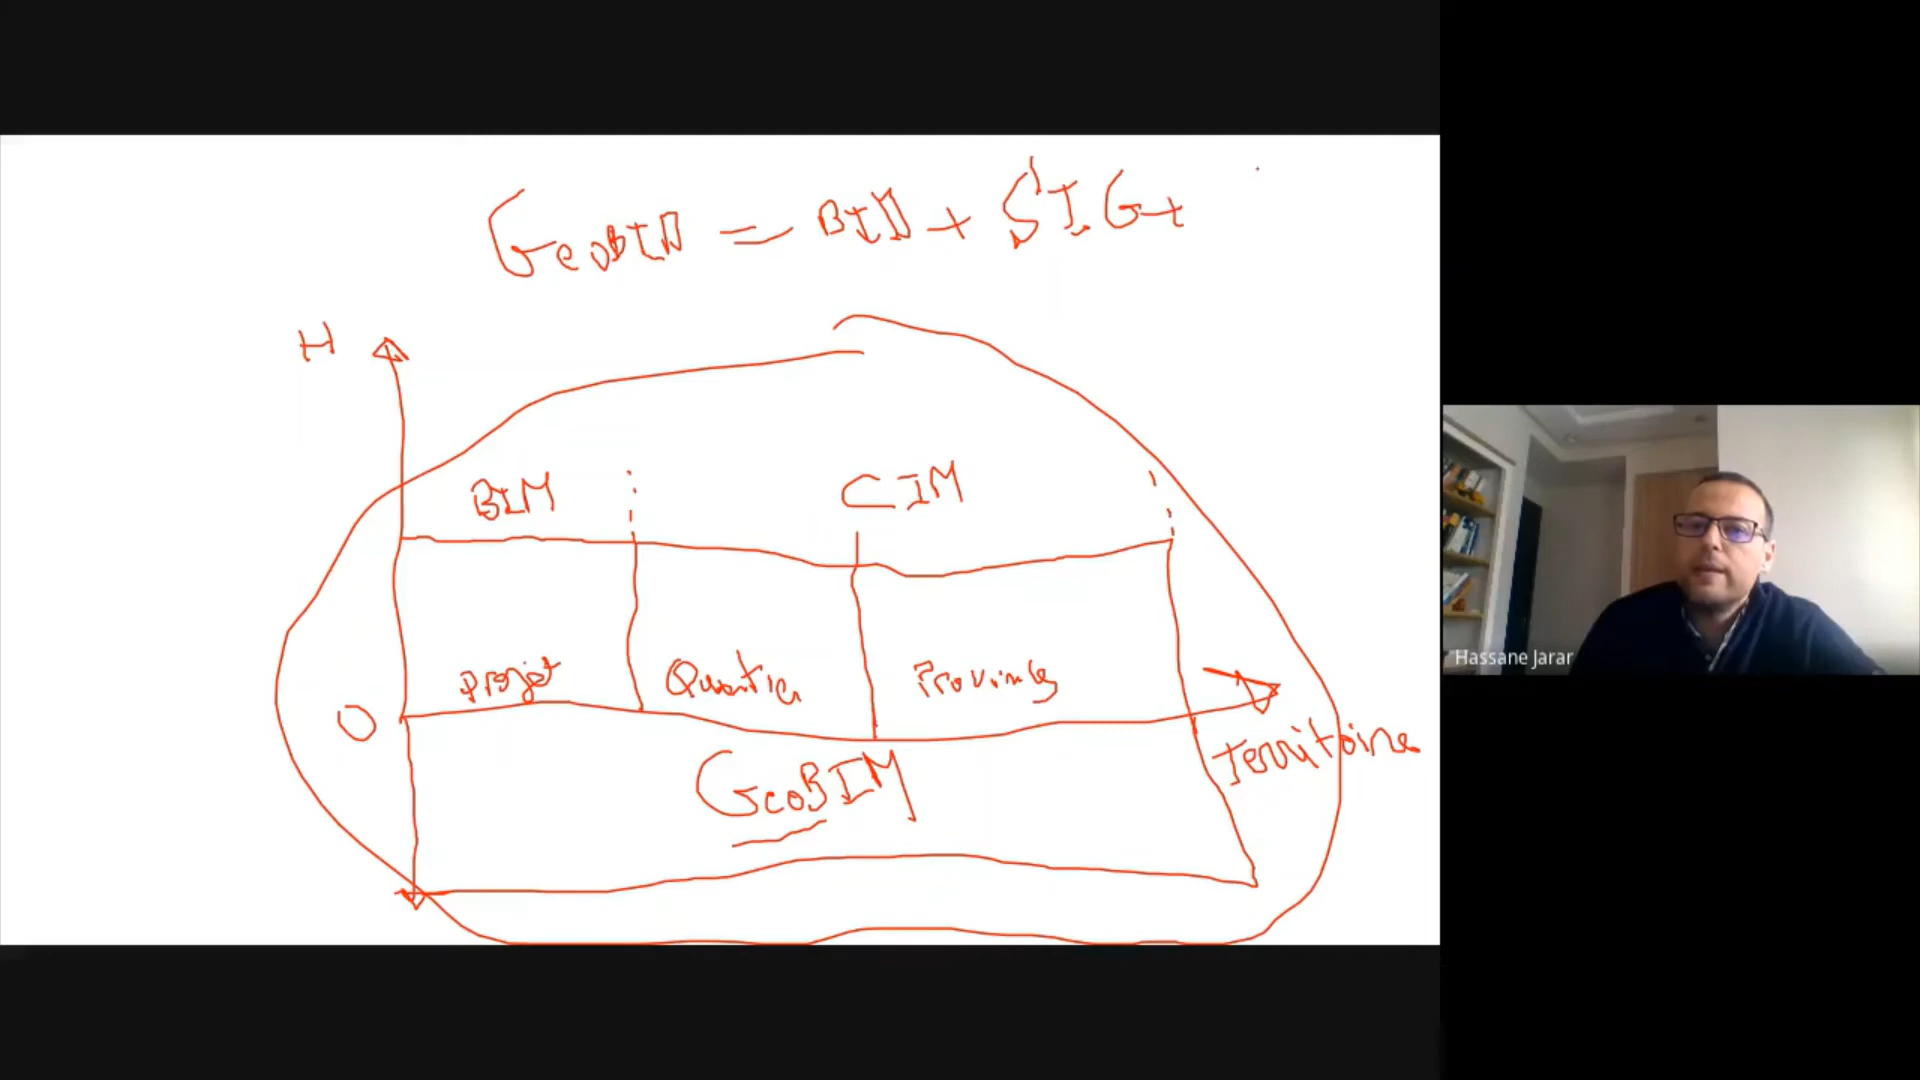 GeoBIM = BIM + SIG +
H
BIM
CIM
Projet
Quartier
Province
O
Territoire
GeoBIM
Hassane Jarar